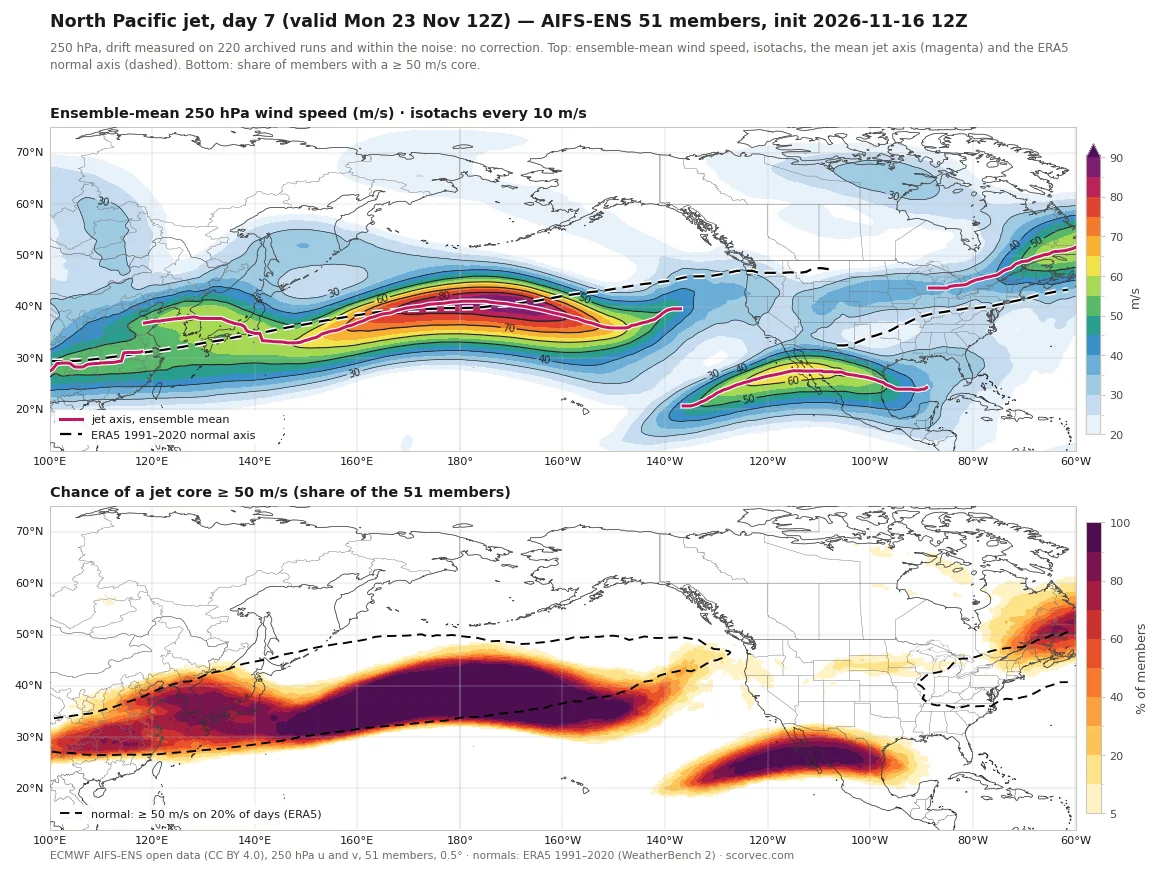 North Pacific jet, day 7 (valid Mon 23 Nov 12Z) — AIFS-ENS 51 members, init 2026-11-16 12Z
250 hPa, drift measured on 220 archived runs and within the noise: no correction. Top: ensemble-mean wind speed, isotachs, the mean jet axis (magenta) and the ERA5
normal axis (dashed). Bottom: share of members with a ≥ 50 m/s core.
Ensemble-mean 250 hPa wind speed (m/s) · isotachs every 10 m/s
70°N
60°N
50°N
40°N
30°N
20°N
30
30
60
80
50
70
40
30
30
40
50
60
30
40
50
jet axis, ensemble mean
ERA5 1991–2020 normal axis
100°E 120°E 140°E 160°E 180° 160°W 140°W 120°W 100°W 80°W 60°W
90
80
70
60
50
40
30
20
m/s
Chance of a jet core ≥ 50 m/s (share of the 51 members)
70°N
60°N
50°N
40°N
30°N
20°N
normal: ≥ 50 m/s on 20% of days (ERA5)
100°E 120°E 140°E 160°E 180° 160°W 140°W 120°W 100°W 80°W 60°W
100
80
60
40
20
5
% of members
ECMWF AIFS-ENS open data (CC BY 4.0), 250 hPa u and v, 51 members, 0.5° · normals: ERA5 1991–2020 (WeatherBench 2) · scorvec.com